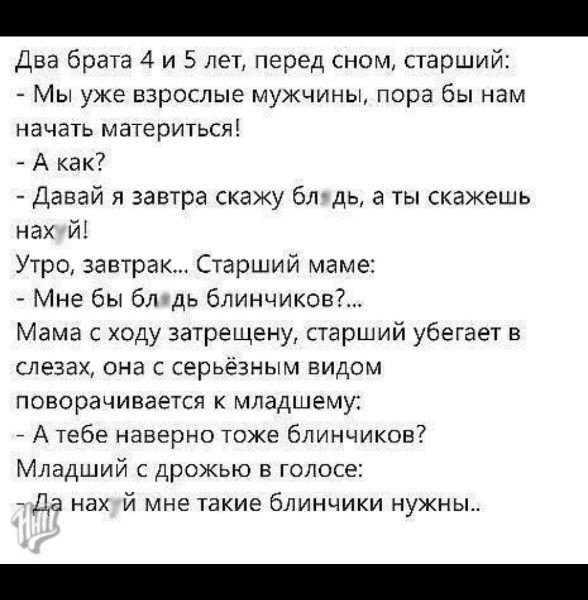 Два брата 4 и 5 лет, перед сном, старший:
- Мы уже взрослые мужчины, пора бы нам
начать материться!
- А как?
- Давай я завтра скажу бл дь, а ты скажешь
нах й!
Утро, завтрак... Старший маме:
- Мне бы бл дь блинчиков?...
Мама с ходу затрещену, старший убегает в
слезах, она с серьёзным видом
поворачивается к младшему:
- А тебе наверно тоже блинчиков?
Младший с дрожью в голосе:
- Да нах й мне такие блинчики нужны..